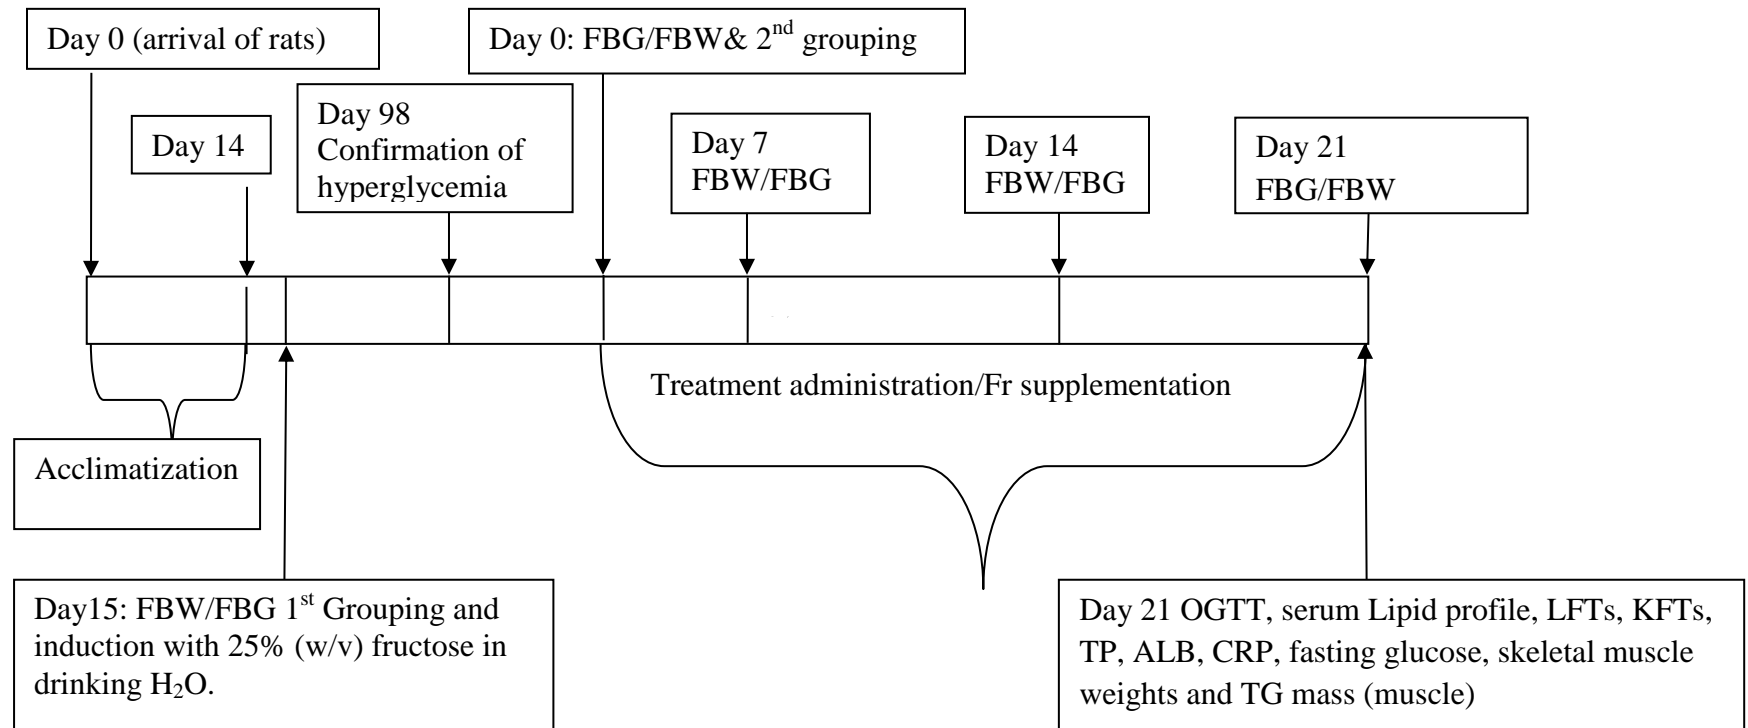 Day 0 (arrival of rats)
Day 0: FBG/FBW& 2nd grouping
Day 14
Day 98
Confirmation of
hyperglycemia
Day 7
FBW/FBG
Day 14
FBW/FBG
Day 21
FBG/FBW
Treatment administration/Fr supplementation
Acclimatization
Day15: FBW/FBG 1st Grouping and
induction with 25% (w/v) fructose in
drinking H2O.
Day 21 OGTT, serum Lipid profile, LFTs, KFTs,
TP, ALB, CRP, fasting glucose, skeletal muscle
weights and TG mass (muscle)